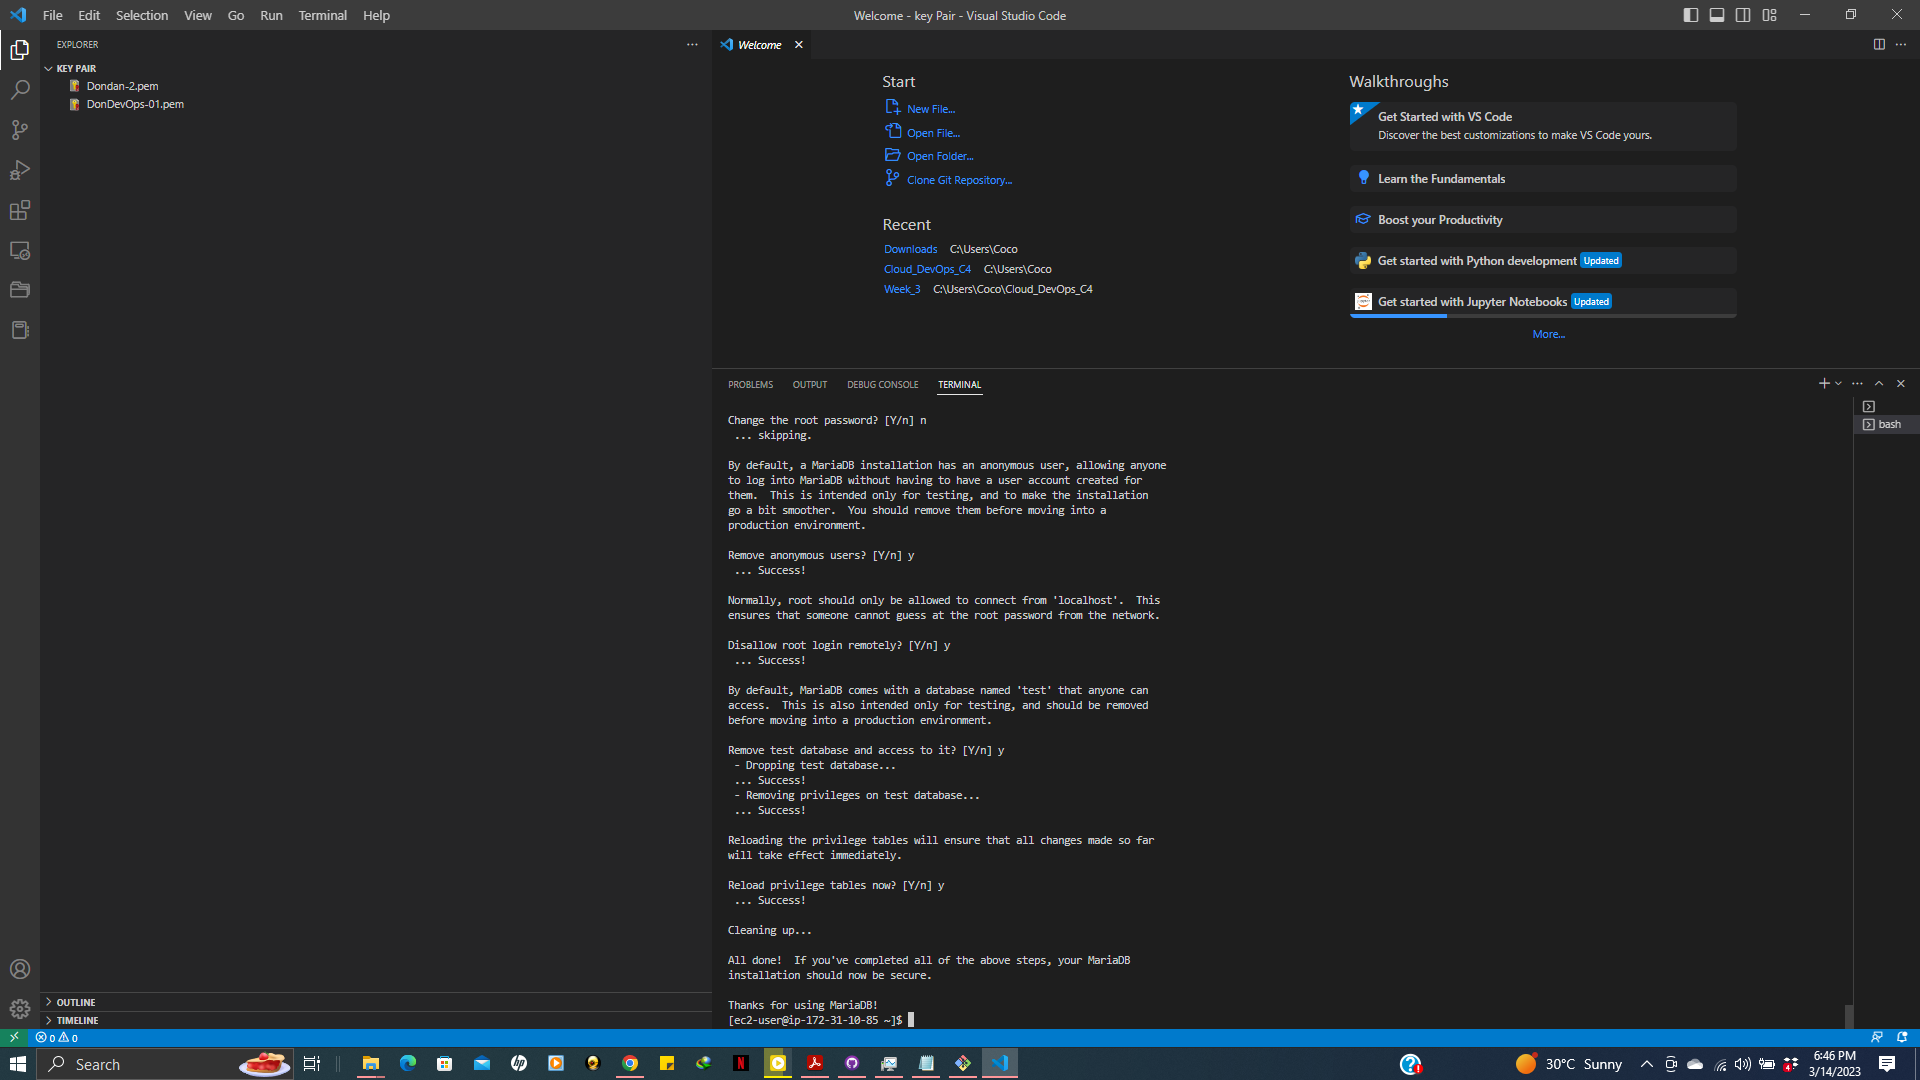 File Edit Selection View Go Run Terminal Help
Welcome - key Pair - Visual Studio Code
EXPLORER
KEY PAIR
Dondan-2.pem
DonDevOps-01.pem
OUTLINE
TIMELINE
Welcome
Start
New File...
Open File...
Open Folder...
Clone Git Repository...
Recent
Downloads C:\Users\Coco
Cloud_DevOps_C4 C:\Users\Coco
Week_3 C:\Users\Coco\Cloud_DevOps_C4
Walkthroughs
Get Started with VS Code
Discover the best customizations to make VS Code yours.
Learn the Fundamentals
Boost your Productivity
Get started with Python development Updated
Get started with Jupyter Notebooks Updated
More...
PROBLEMS OUTPUT DEBUG CONSOLE TERMINAL
bash
Change the root password? [Y/n] n
... skipping.
By default, a MariaDB installation has an anonymous user, allowing anyone
to log into MariaDB without having to have a user account created for
them.  This is intended only for testing, and to make the installation
go a bit smoother.  You should remove them before moving into a
production environment.
Remove anonymous users? [Y/n] y
... Success!
Normally, root should only be allowed to connect from 'localhost'.  This
ensures that someone cannot guess at the root password from the network.
Disallow root login remotely? [Y/n] y
... Success!
By default, MariaDB comes with a database named 'test' that anyone can
access.  This is also intended only for testing, and should be removed
before moving into a production environment.
Remove test database and access to it? [Y/n] y
- Dropping test database...
... Success!
- Removing privileges on test database...
... Success!
Reloading the privilege tables will ensure that all changes made so far
will take effect immediately.
Reload privilege tables now? [Y/n] y
... Success!
Cleaning up...
All done!  If you've completed all of the above steps, your MariaDB
installation should now be secure.
Thanks for using MariaDB!
[ec2-user@ip-172-31-10-85 ~]$
0 0
Search
30°C Sunny
6:46 PM
3/14/2023